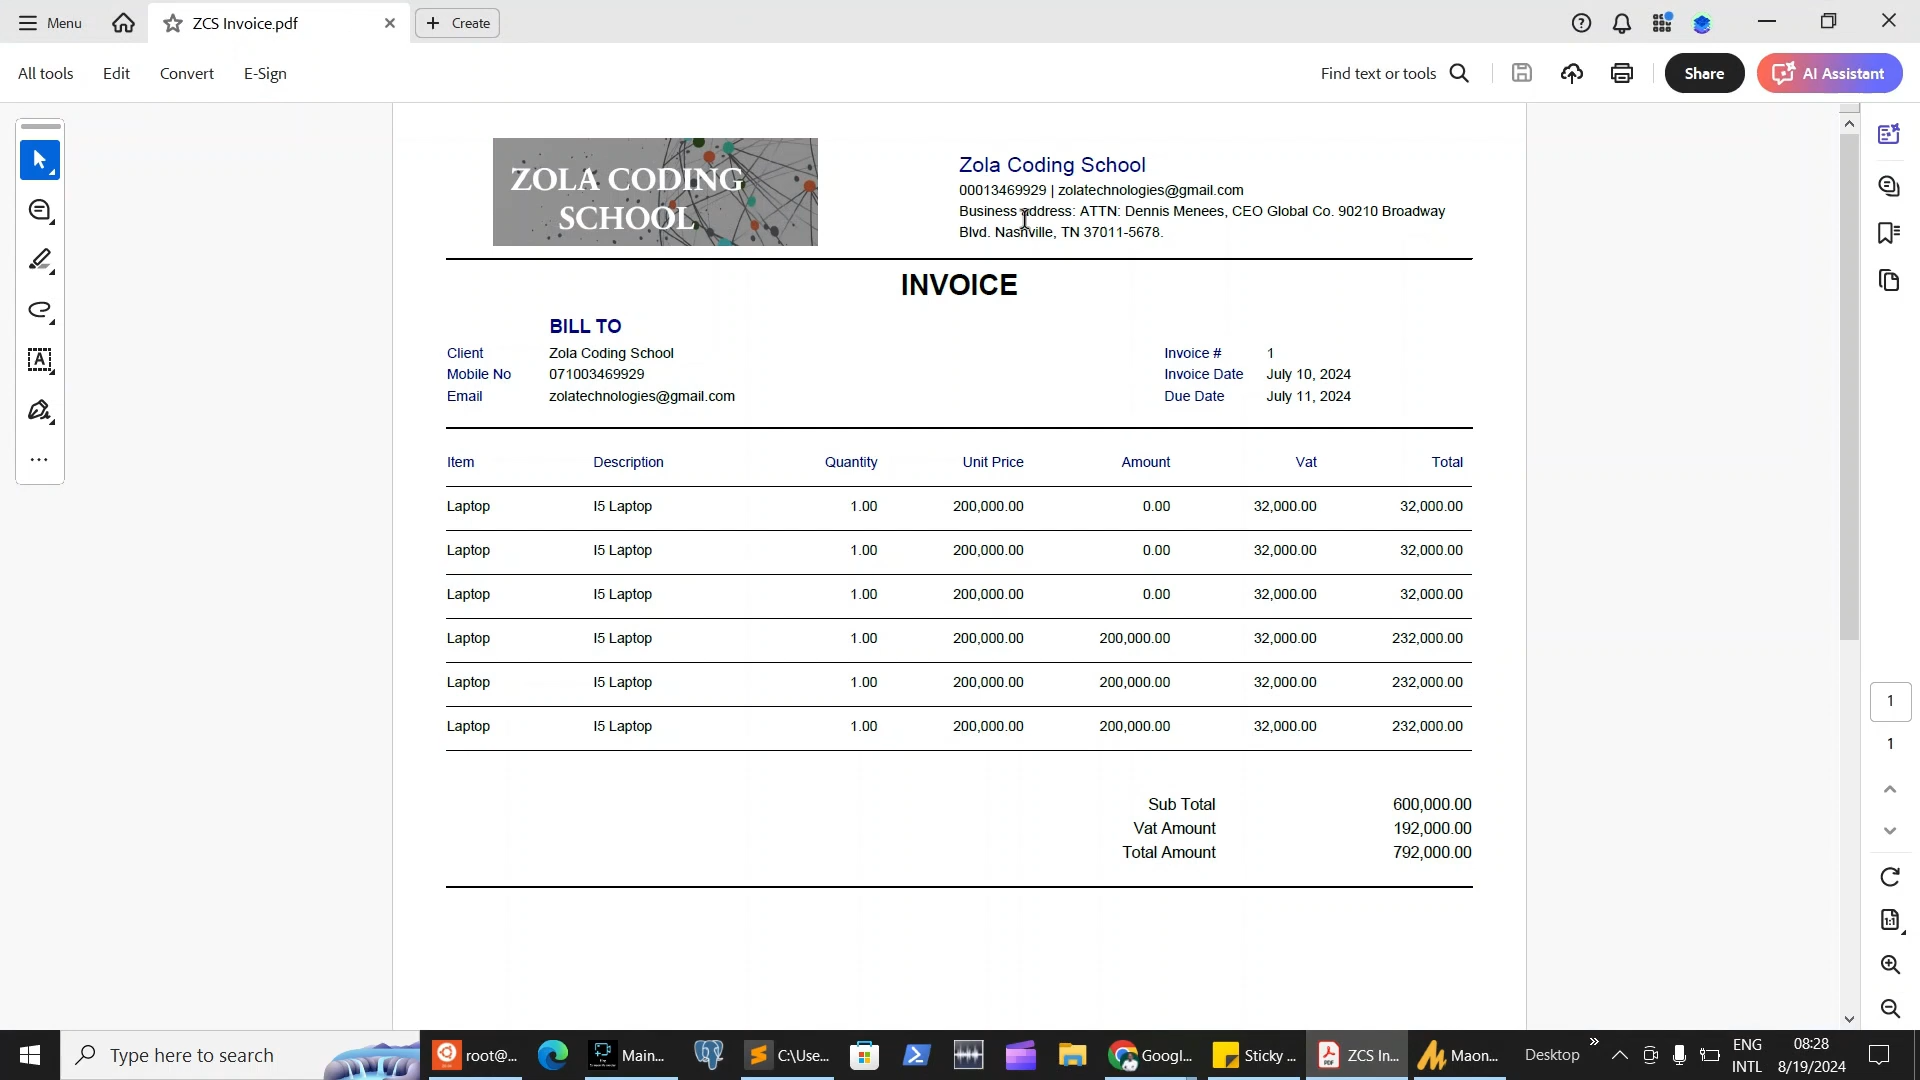 Menu
ZCS Invoice.pdf
Create
All tools Edit Convert E-Sign
Find text or tools
Share
AI Assistant
ZOLA CODING
SCHOOL
Zola Coding School
00013469929 | zolatechnologies@gmail.com
Business address: ATTN: Dennis Menees, CEO Global Co. 90210 Broadway
Blvd. Nashville, TN 37011-5678.
INVOICE
BILL TO
Client Zola Coding School
Mobile No 071003469929
Email zolatechnologies@gmail.com
Invoice # 1
Invoice Date July 10, 2024
Due Date July 11, 2024
Item Description Quantity Unit Price Amount Vat Total
Laptop I5 Laptop 1.00 200,000.00 0.00 32,000.00 32,000.00
Laptop I5 Laptop 1.00 200,000.00 0.00 32,000.00 32,000.00
Laptop I5 Laptop 1.00 200,000.00 0.00 32,000.00 32,000.00
Laptop I5 Laptop 1.00 200,000.00 200,000.00 32,000.00 232,000.00
Laptop I5 Laptop 1.00 200,000.00 200,000.00 32,000.00 232,000.00
Laptop I5 Laptop 1.00 200,000.00 200,000.00 32,000.00 232,000.00
Sub Total 600,000.00
Vat Amount 192,000.00
Total Amount 792,000.00
1
1
Type here to search
root@...
Main...
C:\Use...
Googl...
Sticky ...
ZCS In...
Maon...
Desktop
ENG
INTL
08:28
8/19/2024